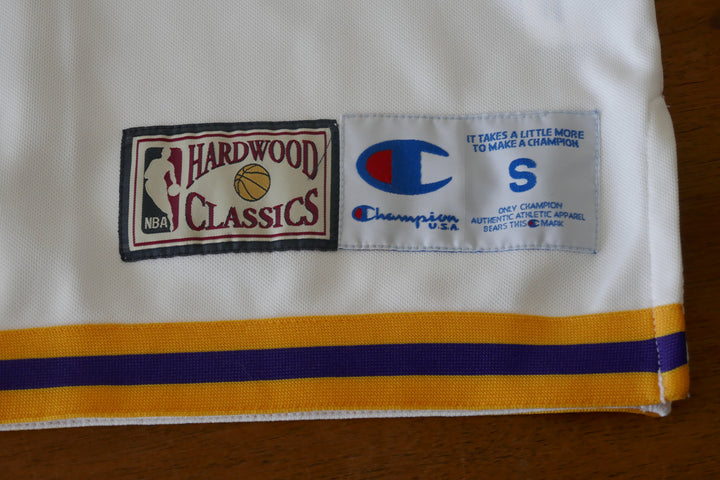 HARDWOOD
CLASSICS
NBA
Champion
U.S.A.
IT TAKES A LITTLE MORE
TO MAKE A CHAMPION
S
ONLY CHAMPION
AUTHENTIC ATHLETIC APPAREL
BEARS THIS C MARK